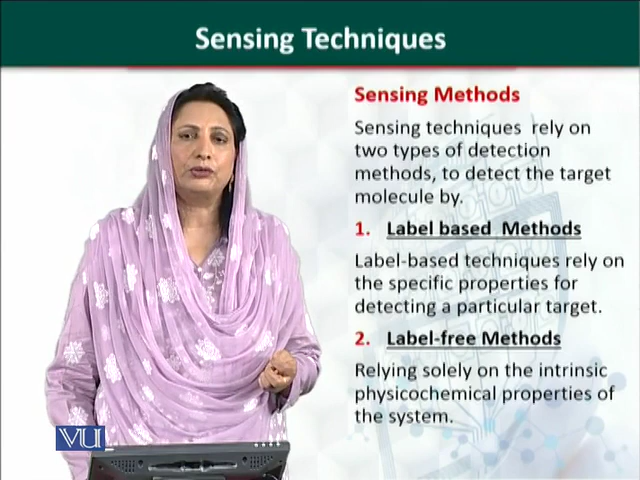 Sensing Techniques
Sensing Methods
Sensing techniques rely on
two types of detection
methods, to detect the target
molecule by.
1. Label based Methods
Label-based techniques rely on
the specific properties for
detecting a particular target.
2. Label-free Methods
Relying solely on the intrinsic
physicochemical properties of
the system.
VU